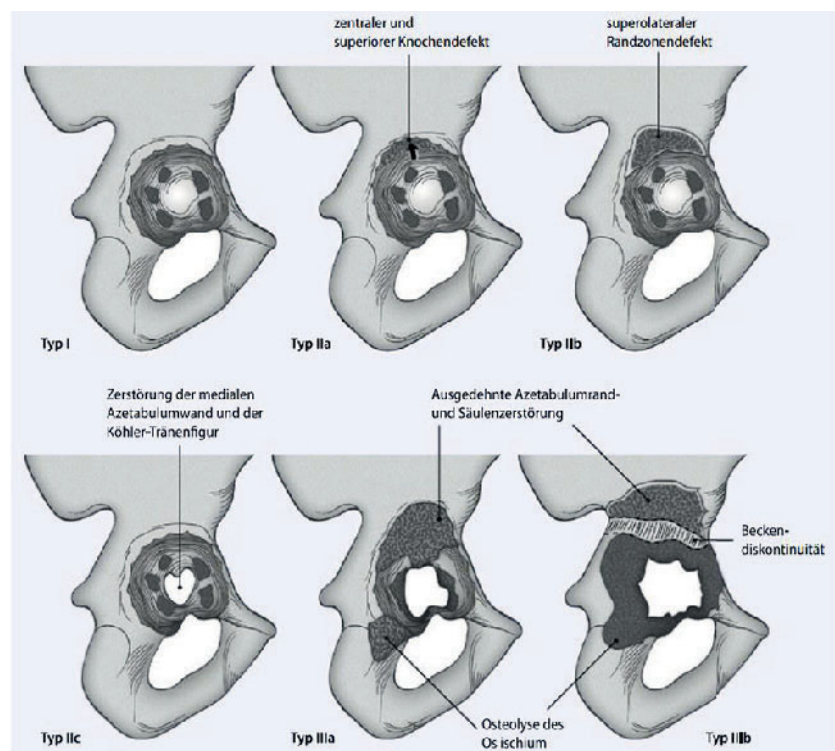 zentraler und
superiorer Knochendefekt
superolateraler
Randzonendefekt
Typ I
Typ IIa
Typ IIb
Zerstörung der medialen
Azetabulumwand und der
Köhler-Tränenfigur
Ausgedehnte Azetabulumrand-
und Säulenzerstörung
Becken-
diskontinuität
Typ IIc
Typ IIIa
Osteolyse des
Os ischium
Typ IIIb